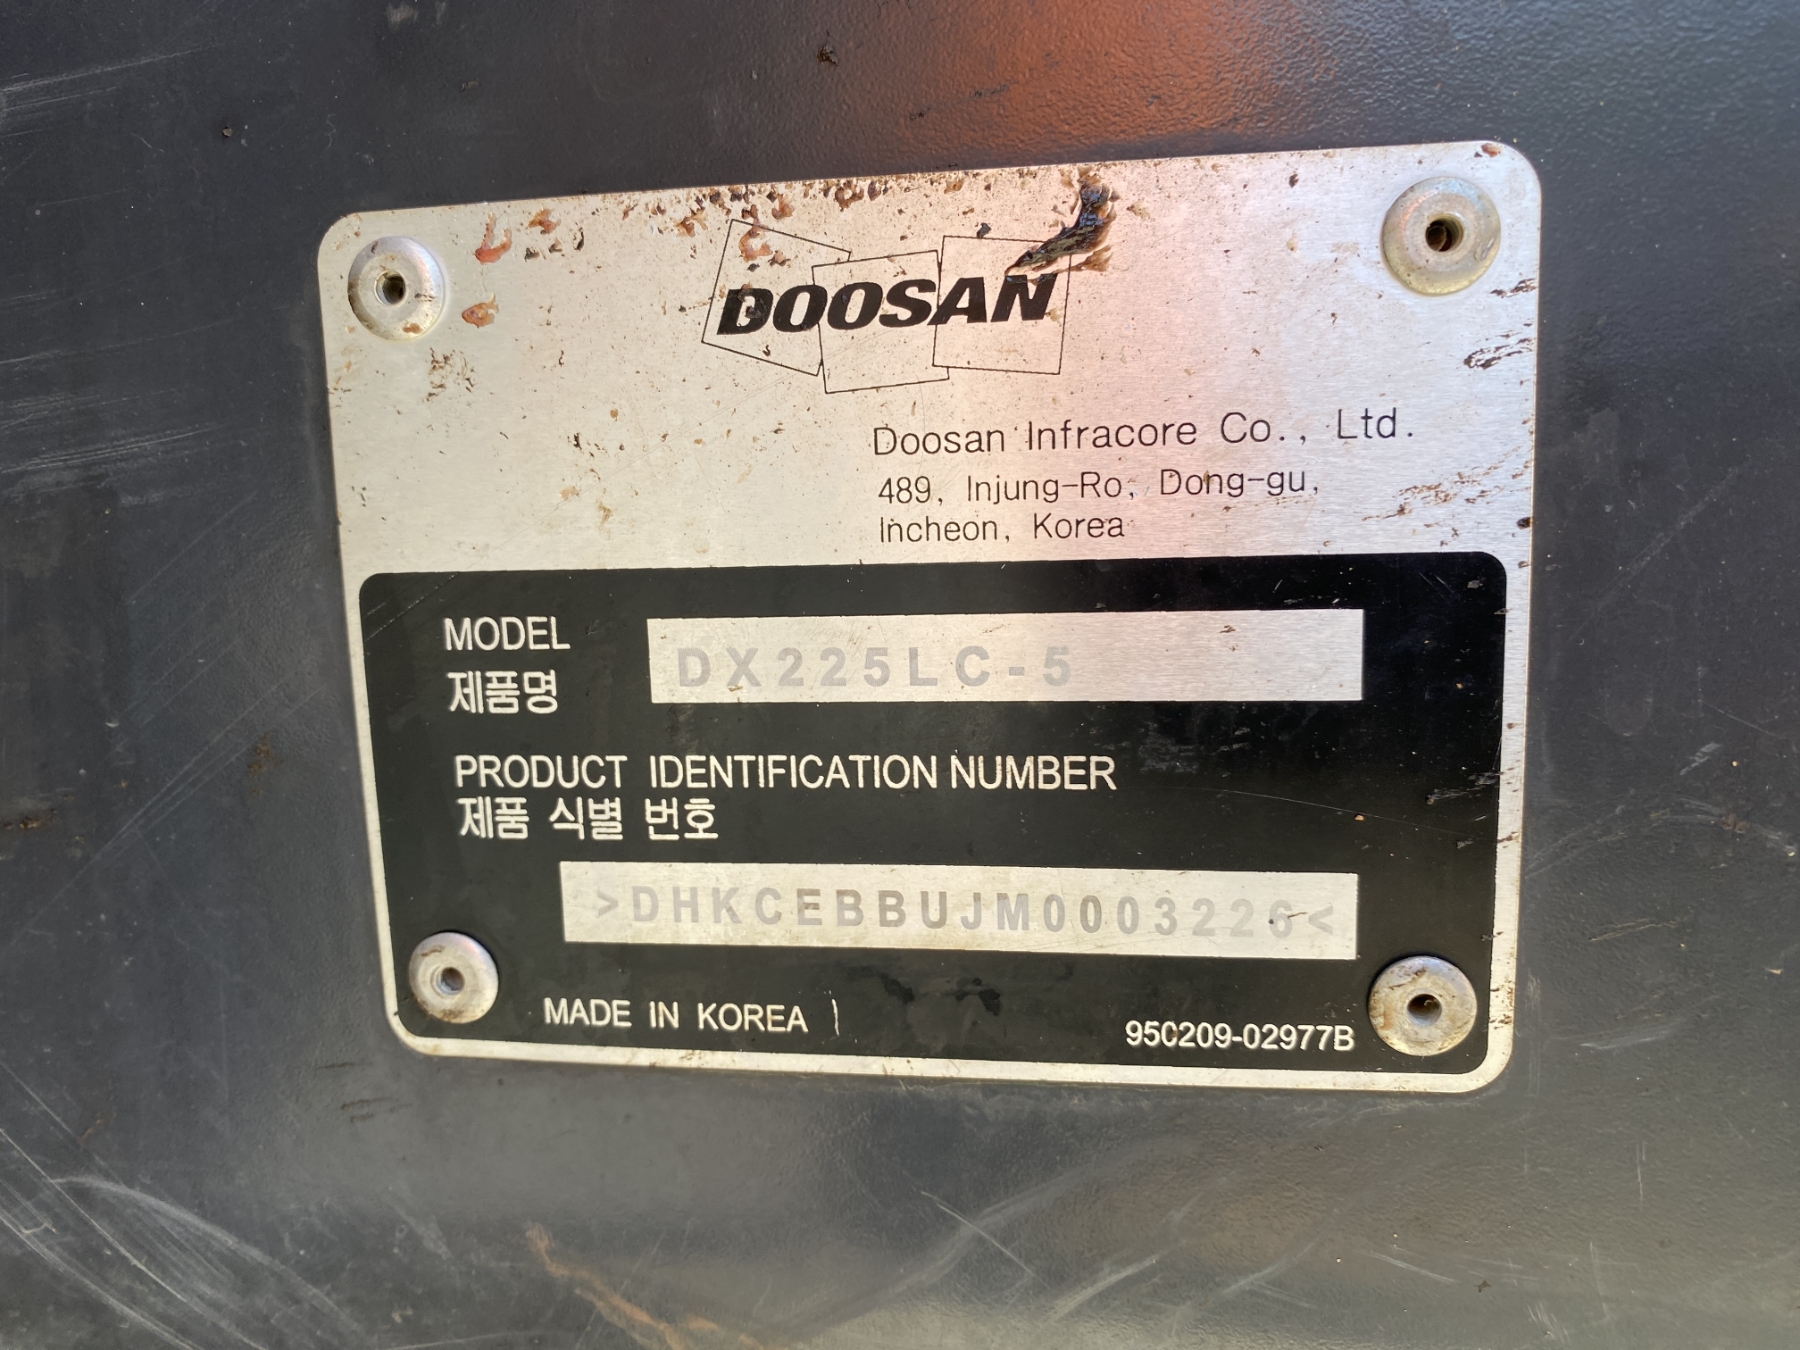 DOOSAN
Doosan Infracore Co., Ltd.
489, Injung-Ro, Dong-gu,
Incheon, Korea
MODEL
제품명
DX225LC-5
PRODUCT IDENTIFICATION NUMBER
제품 식별 번호
>DHKCEBBUJM0003226<
MADE IN KOREA
950209-02977B